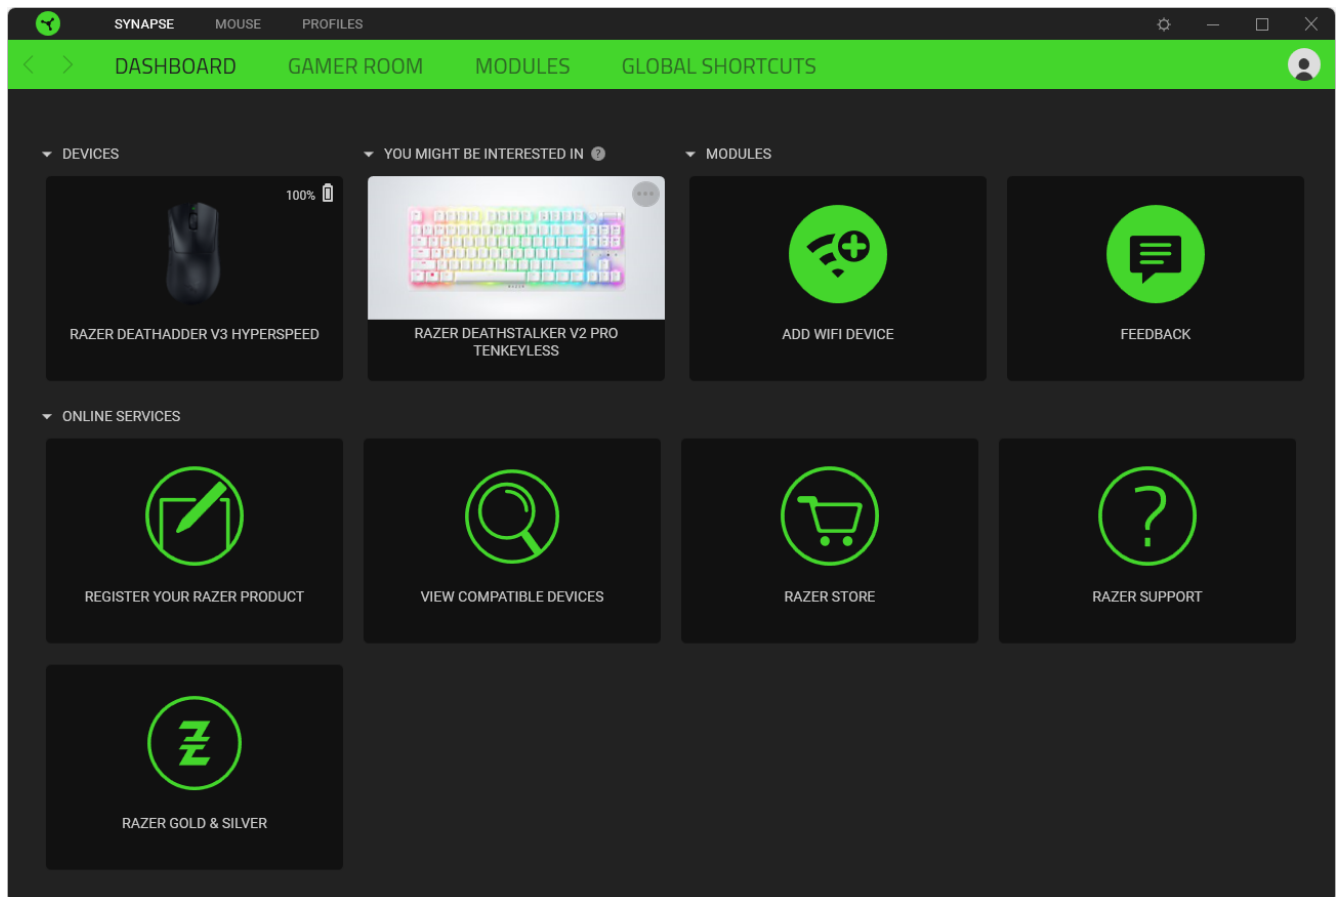 SYNAPSE MOUSE PROFILES
DASHBOARD GAMER ROOM MODULES GLOBAL SHORTCUTS
DEVICES
YOU MIGHT BE INTERESTED IN ?
MODULES
100%
RAZER DEATHADDER V3 HYPERSPEED
RAZER DEATHSTALKER V2 PRO
TENKEYLESS
ADD WIFI DEVICE
FEEDBACK
ONLINE SERVICES
REGISTER YOUR RAZER PRODUCT
VIEW COMPATIBLE DEVICES
RAZER STORE
RAZER SUPPORT
RAZER GOLD & SILVER